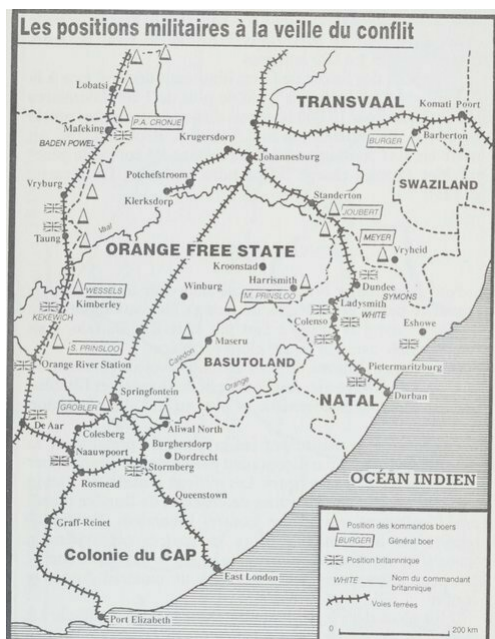 Les positions militaires à la veille du conflit
Lobatsi
P.A. CRONJE
TRANSVAAL
Komati Poort
Mafeking
BADEN POWEL
Krugersdorp
BURGER
Barberton
Johannesburg
Potchefstroom
SWAZILAND
Vryburg
Klerksdorp
Standerton
JOUBERT
Vaal
Taung
MEYER
ORANGE FREE STATE
Vryheid
Kroonstad
Dundee
WESSELS
Harrismith
SYMONS
Winburg
M. PRINSLOO
Ladysmith
Kimberley
WHITE
KEKEWICH
Colenso
Eshowe
S. PRINSLOO
Maseru
Caledon
BASUTOLAND
Orange River Station
Pietermaritzburg
Orange
Springfontein
NATAL
Durban
GROBLER
De Aar
Colesberg
Aliwal North
Burghersdorp
Naauwpoort
Dordrecht
Stormberg
OCÉAN INDIEN
Rosmead
Queenstown
Graff-Reinet
Position des kommandos boers
BURGER
Général boer
Position britannnique
Colonie du CAP
WHITE
Nom du commandant
britannique
East London
Voies ferrées
Port Elizabeth
0 200 km